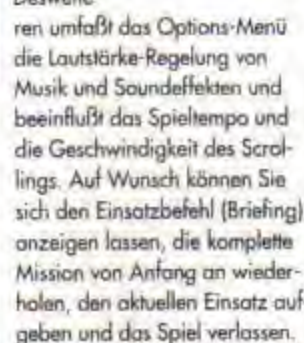 Deswei­te-
ren umfaßt das Options-Menü
die Lautstärke-Regelung von
Musik und Soundeffekten und
beeinflußt das Spieltempo und
die Geschwindigkeit des Scrol-
lings. Auf Wunsch können Sie
sich den Einsatzbefehl (Briefing)
anzeigen lassen, die komplette
Mission von Anfang an wieder-
holen, den aktuellen Einsatz auf
geben und das Spiel verlassen.